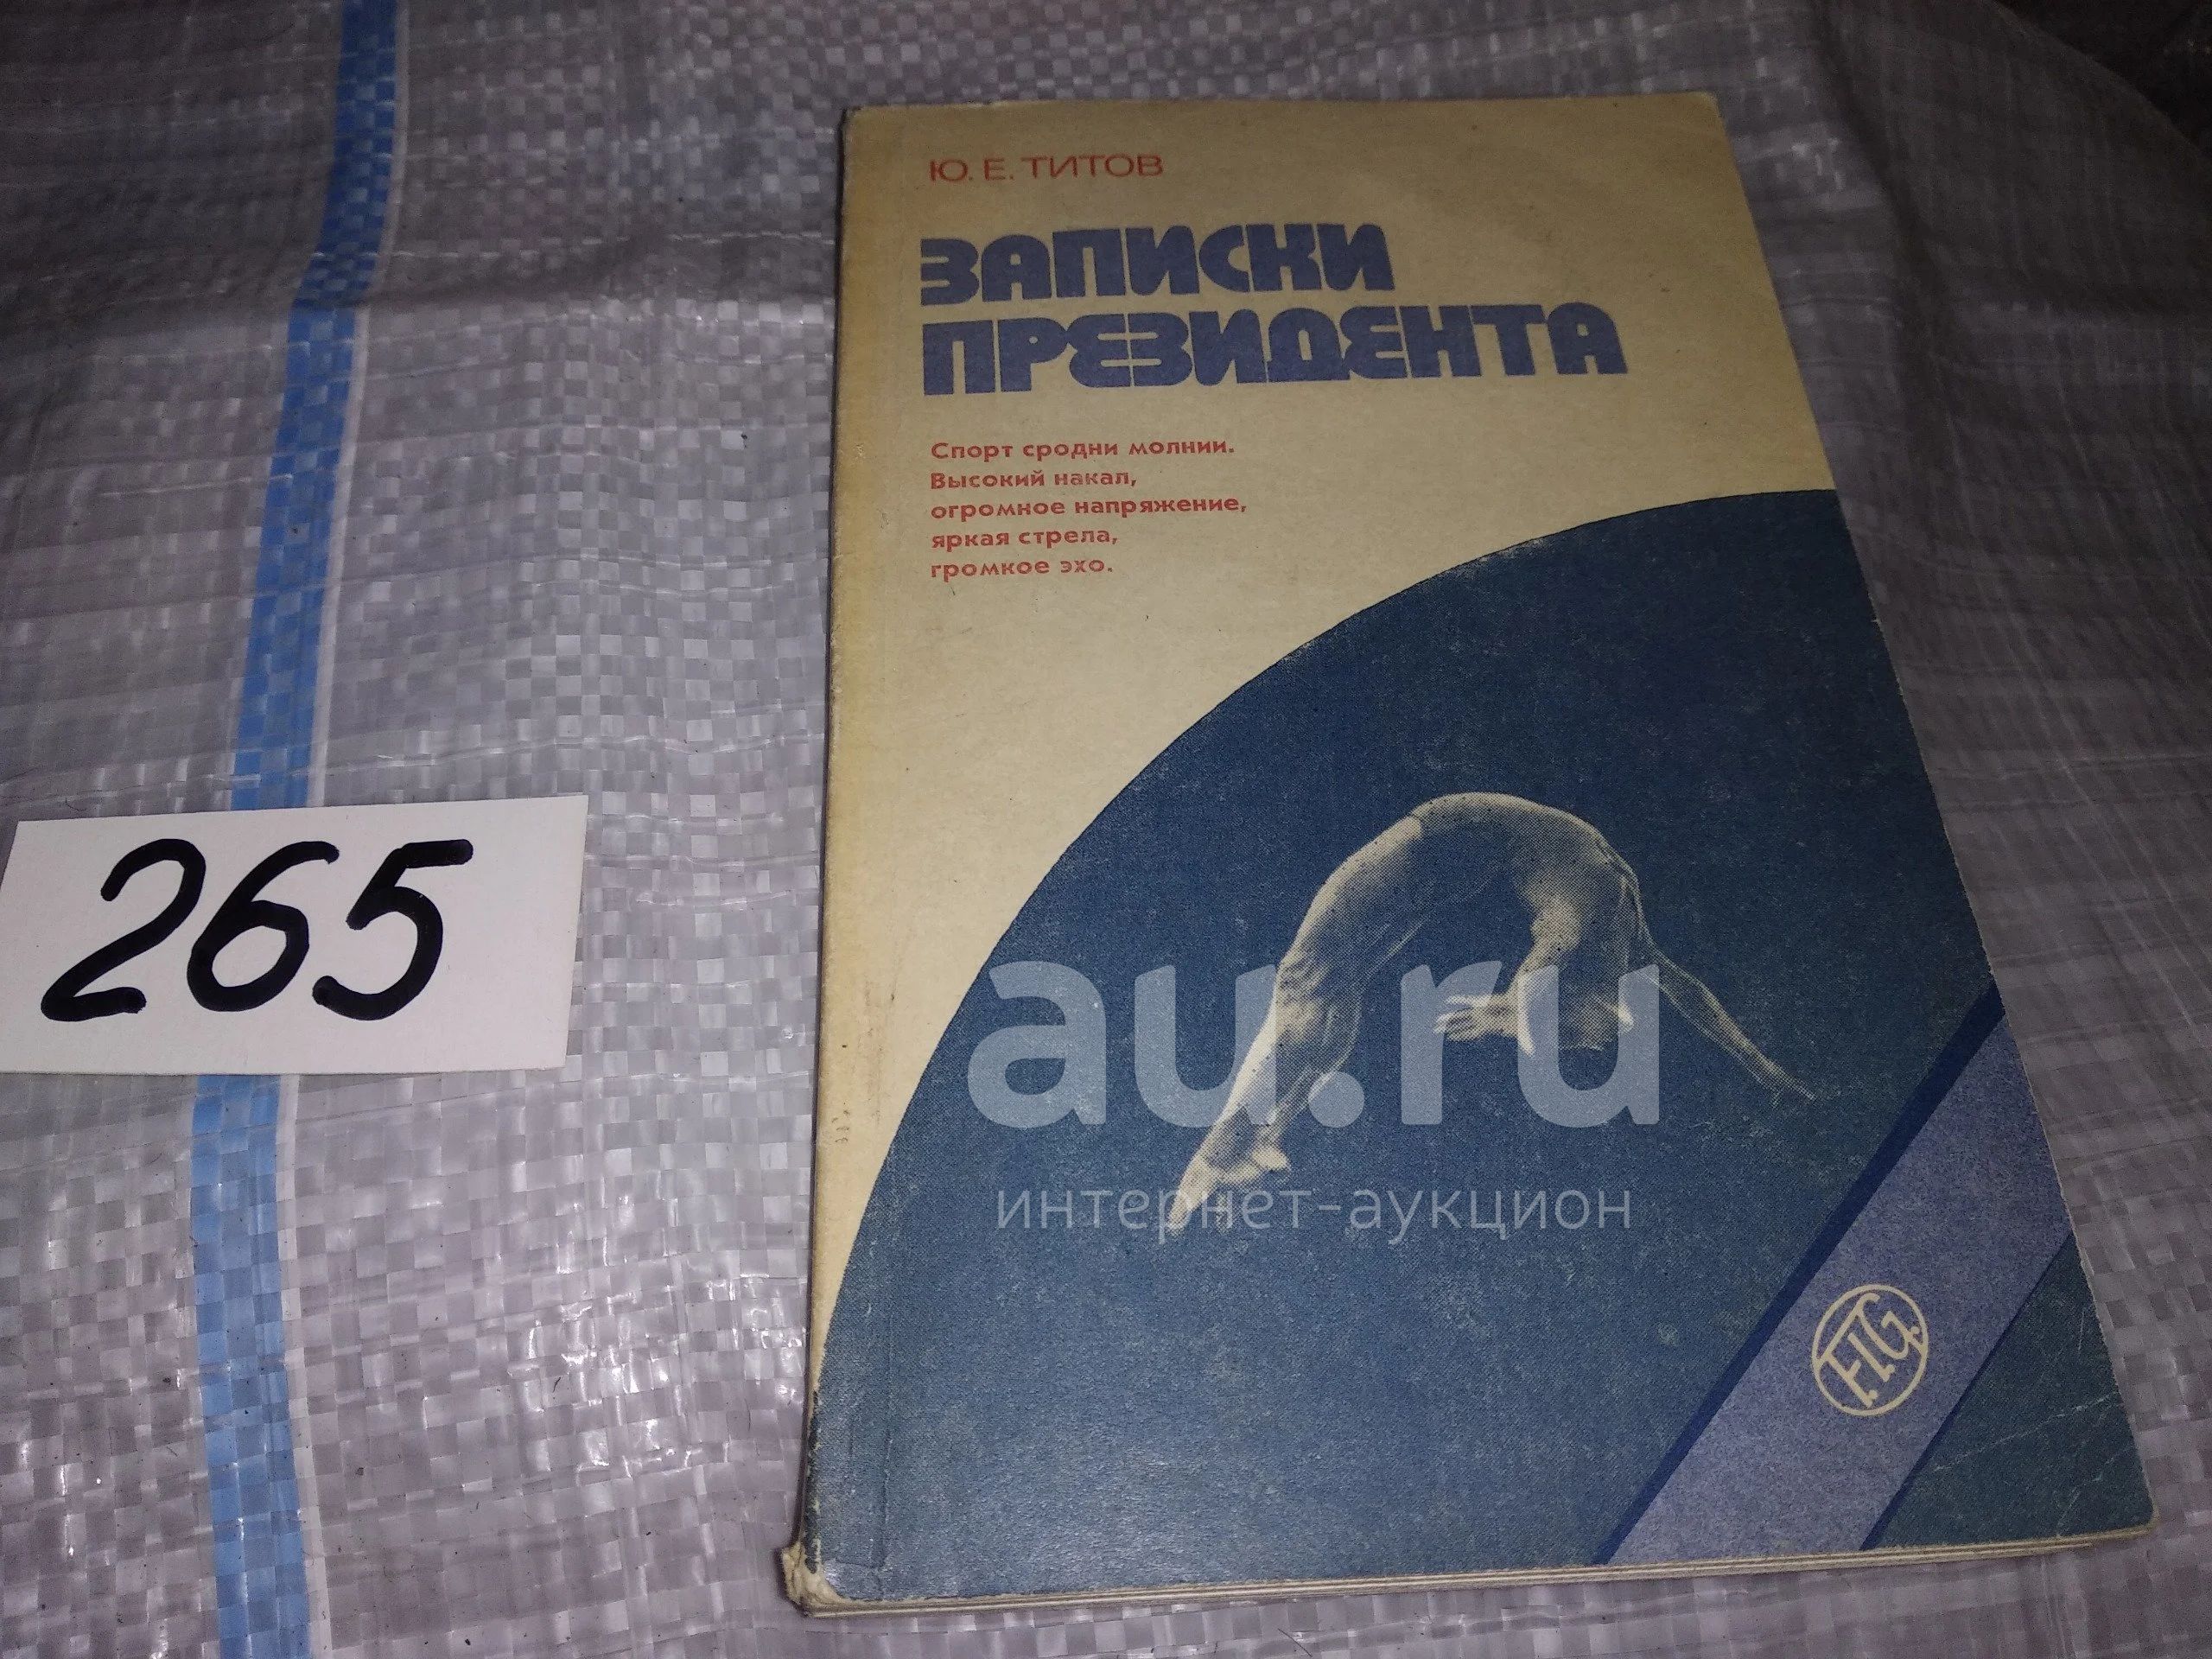 Ю. Е. ТИТОВ
ЗАПИСКИ
ПРЕЗИДЕНТА
Спорт сродни молнии.
Высокий накал,
огромное напряжение,
яркая стрела,
громкое эхо.
265
au.ru
интернет-аукцион
F.I.G.